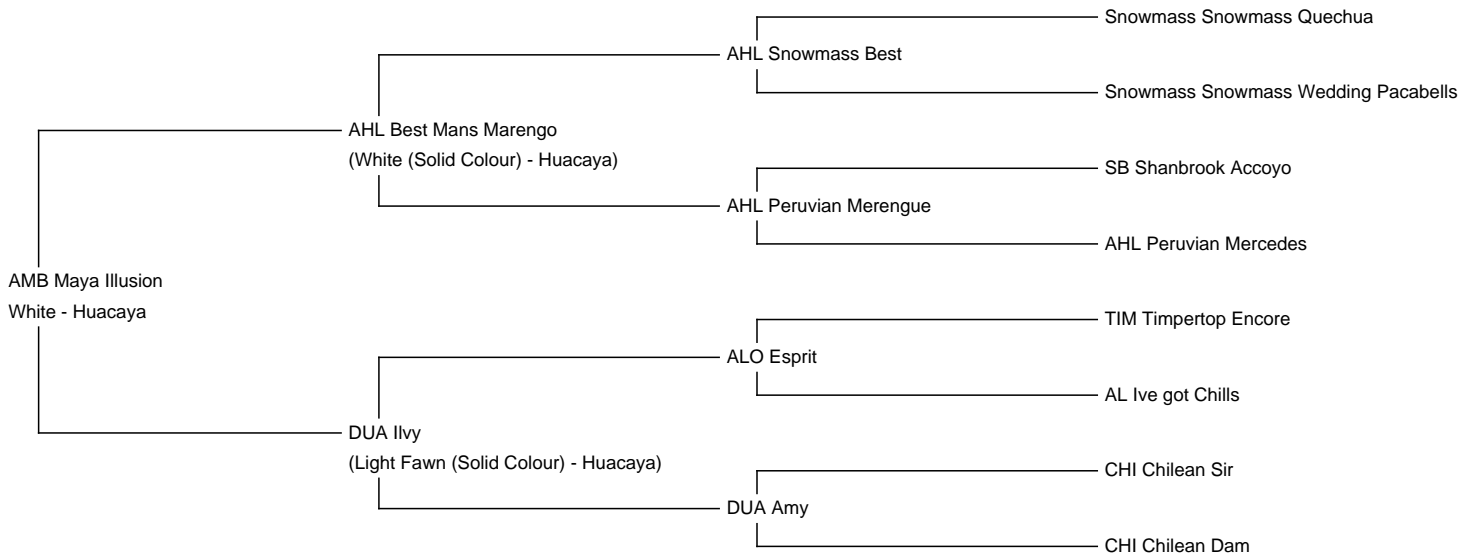 Snowmass Snowmass Quechua
AHL Snowmass Best
Snowmass Snowmass Wedding Pacabells
AHL Best Mans Marengo
(White (Solid Colour) - Huacaya)
SB Shanbrook Accoyo
AHL Peruvian Merengue
AHL Peruvian Mercedes
AMB Maya Illusion
White - Huacaya
TIM Timpertop Encore
ALO Esprit
AL Ive got Chills
DUA Ilvy
(Light Fawn (Solid Colour) - Huacaya)
CHI Chilean Sir
DUA Amy
CHI Chilean Dam